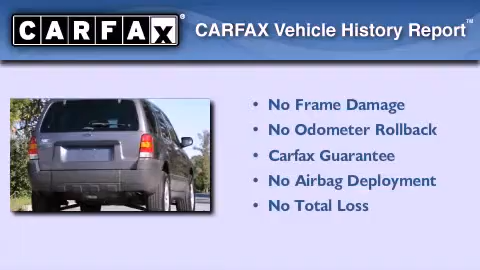 CARFAX® CARFAX Vehicle History Report™
• No Frame Damage
• No Odometer Rollback
• Carfax Guarantee
• No Airbag Deployment
• No Total Loss